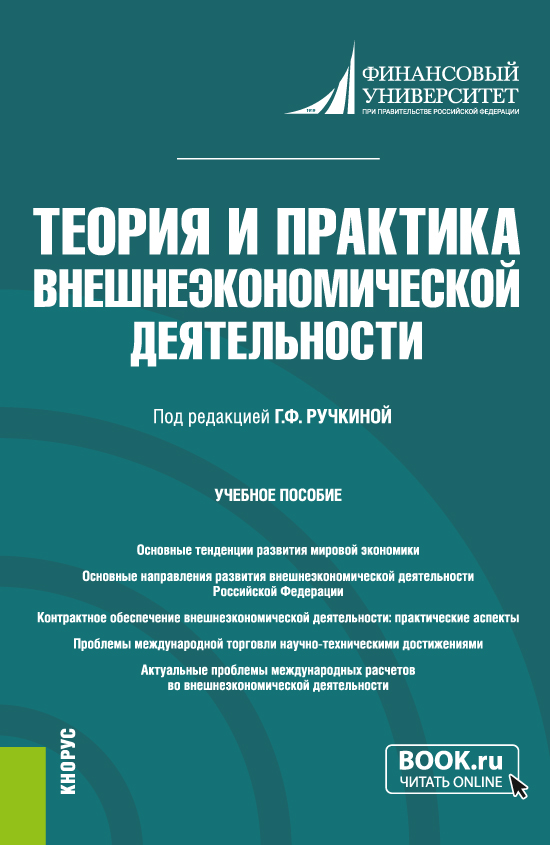 ФИНАНСОВЫЙ
УНИВЕРСИТЕТ
ПРИ ПРАВИТЕЛЬСТВЕ РОССИЙСКОЙ ФЕДЕРАЦИИ
ТЕОРИЯ И ПРАКТИКА
ВНЕШНЕЭКОНОМИЧЕСКОЙ
ДЕЯТЕЛЬНОСТИ
Под редакцией Г.Ф. РУЧКИНОЙ
УЧЕБНОЕ ПОСОБИЕ
Основные тенденции развития мировой экономики
Основные направления развития внешнеэкономической деятельности
Российской Федерации
Контрактное обеспечение внешнеэкономической деятельности: практические аспекты
Проблемы международной торговли научно-техническими достижениями
Актуальные проблемы международных расчетов
во внешнеэкономической деятельности
КНОРУС
BOOK.ru
ЧИТАТЬ ONLINE